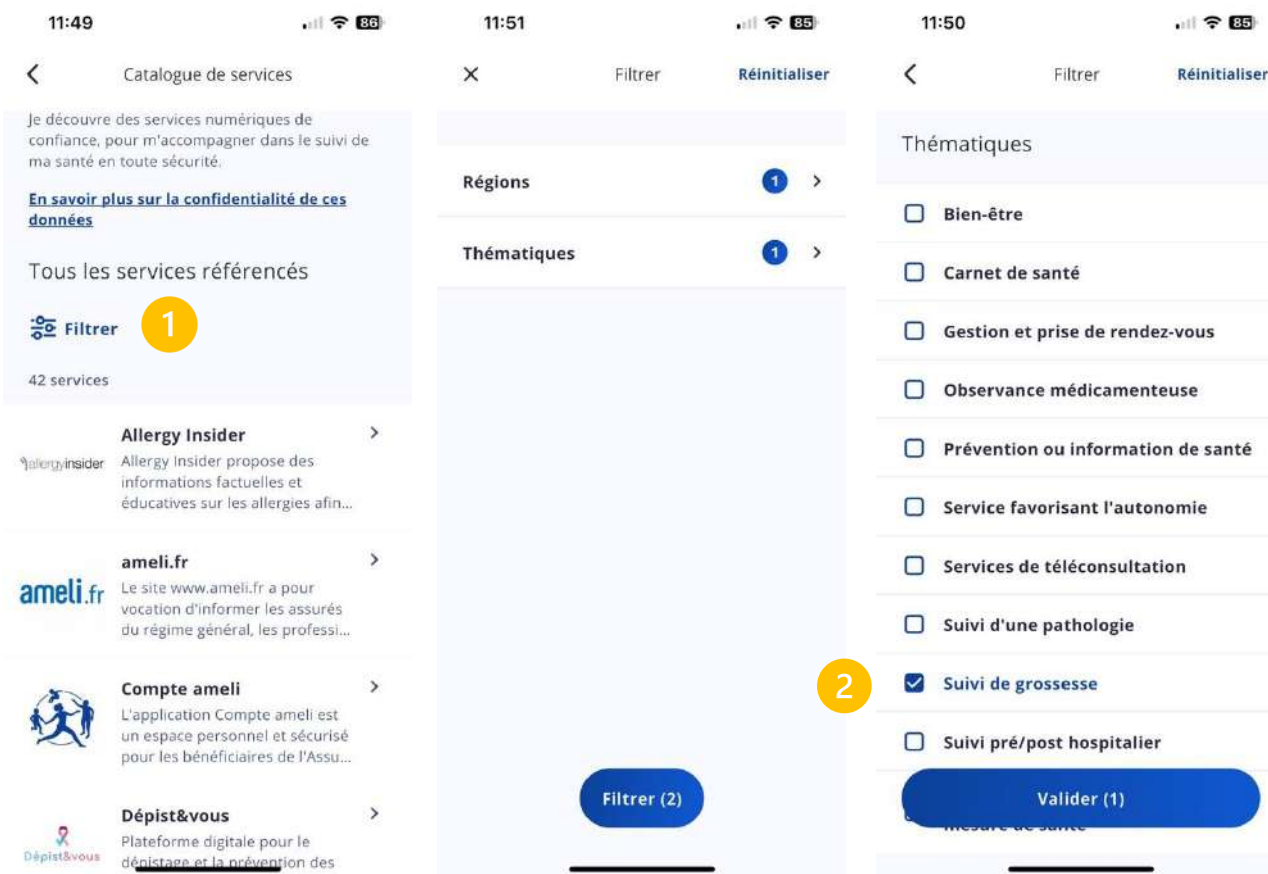 11:49
86
Catalogue de services
Je découvre des services numériques de
confiance, pour m'accompagner dans le suivi de
ma santé en toute sécurité.
En savoir plus sur la confidentialité de ces
données
Tous les services référencés
Filtrer
1
42 services
Allergy Insider
allergyinsider
Allergy Insider propose des
informations factuelles et
éducatives sur les allergies afin...
ameli.fr
ameli.fr
Le site www.ameli.fr a pour
vocation d'informer les assurés
du régime général, les professi...
Compte ameli
L'application Compte ameli est
un espace personnel et sécurisé
pour les bénéficiaires de l'Assu...
Dépist&vous
Dépist&vous
Plateforme digitale pour le
dépistage et la prévention des
11:51
85
Filtrer
Réinitialiser
Régions
1
Thématiques
1
Filtrer (2)
11:50
85
Filtrer
Réinitialiser
Thématiques
Bien-être
Carnet de santé
Gestion et prise de rendez-vous
Observance médicamenteuse
Prévention ou information de santé
Service favorisant l'autonomie
Services de téléconsultation
Suivi d'une pathologie
2
Suivi de grossesse
Suivi pré/post hospitalier
Valider (1)
mesure de santé